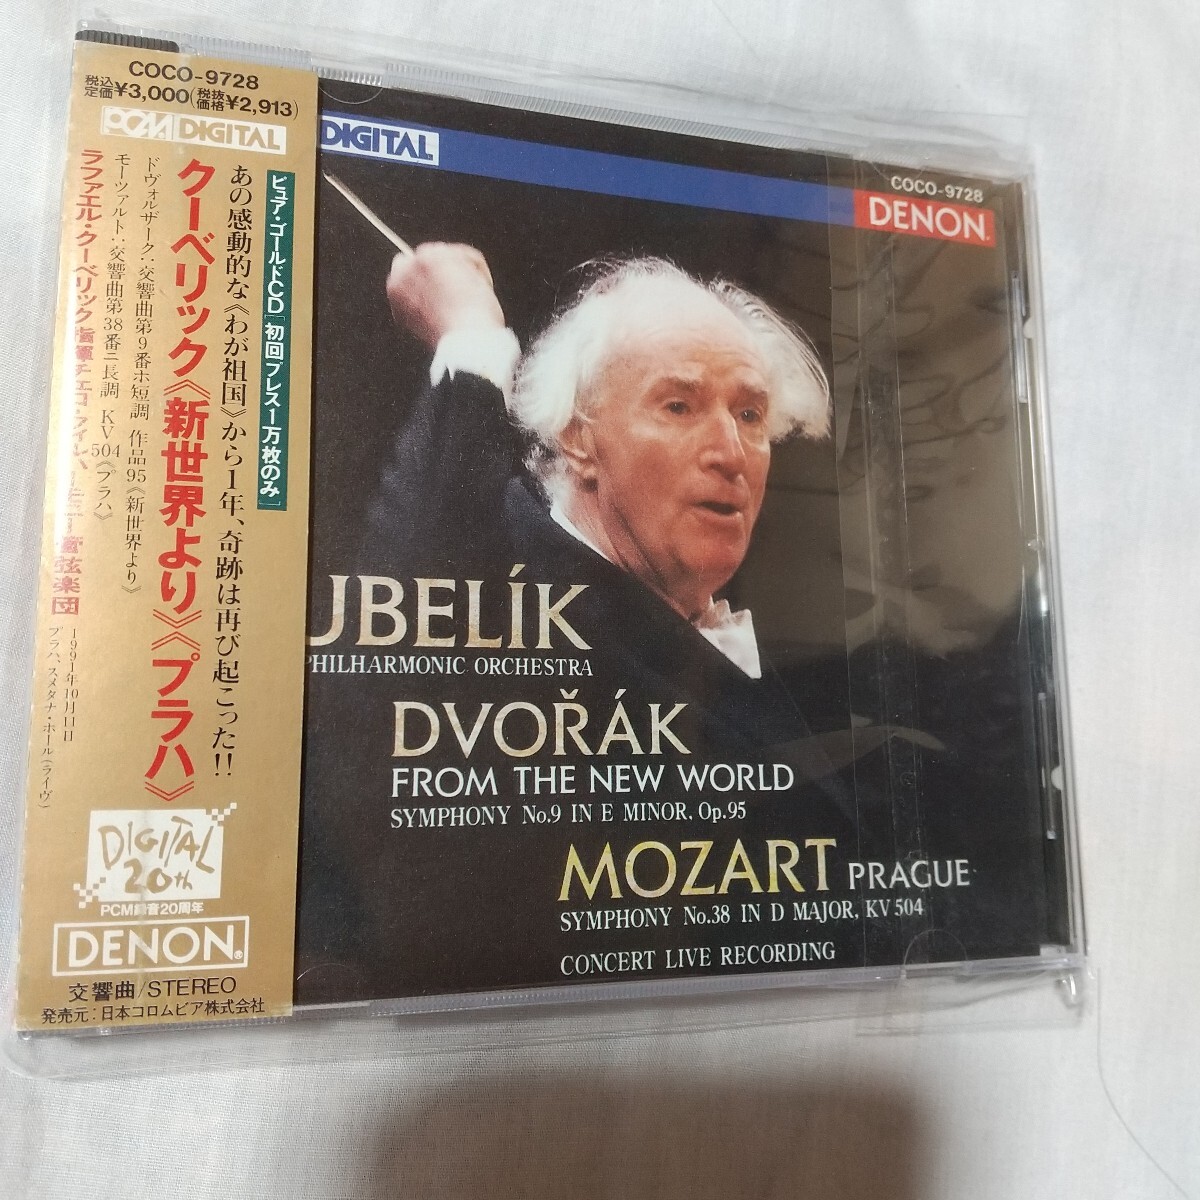 COCO-9728
税込定価¥3,000(税抜価格¥2,913)
PCM DIGITAL
ピュア・ゴールドCD[初回プレス1万枚のみ]
あの感動的な《わが祖国》から1年、奇跡は再び起こった!!
クーベリック《新世界より》《プラハ》
ドヴォルザーク:交響曲第9番ホ短調 作品95《新世界より》
モーツァルト:交響曲第38番ニ長調 KV504《プラハ》
ラファエル・クーベリック指揮チェコ・フィルハーモニー管弦楽団
1991年10月11日
プラハ、スメタナ・ホール(ライヴ)
DIGITAL
20th
PCM録音20周年
DENON®
交響曲/STEREO
発売元:日本コロムビア株式会社
DIGITAL
COCO-9728
DENON
UBELÍK
PHILHARMONIC ORCHESTRA
DVOŘÁK
FROM THE NEW WORLD
SYMPHONY No.9 IN E MINOR, Op.95
MOZART PRAGUE
SYMPHONY No.38 IN D MAJOR, KV 504
CONCERT LIVE RECORDING